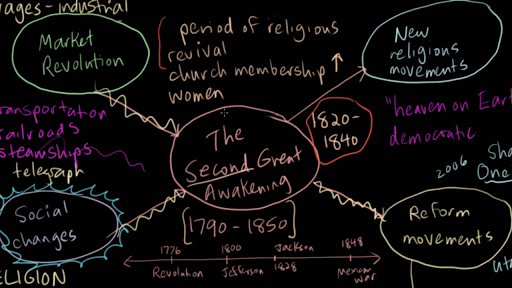 wages - industrial
Market
Revolution
period of religious
revival
church membership ↑
women
New
religious
movements
transportation
railroads
steamships
telegraph
The
Second Great
Awakening
1820-
1840
"heaven on Earth
democratic
2006
One
Social
changes
[1790 - 1850]
Reform
movements
1776
1800
Jackson
1848
Revolution
Jefferson
1828
Mexican
War
RELIGION